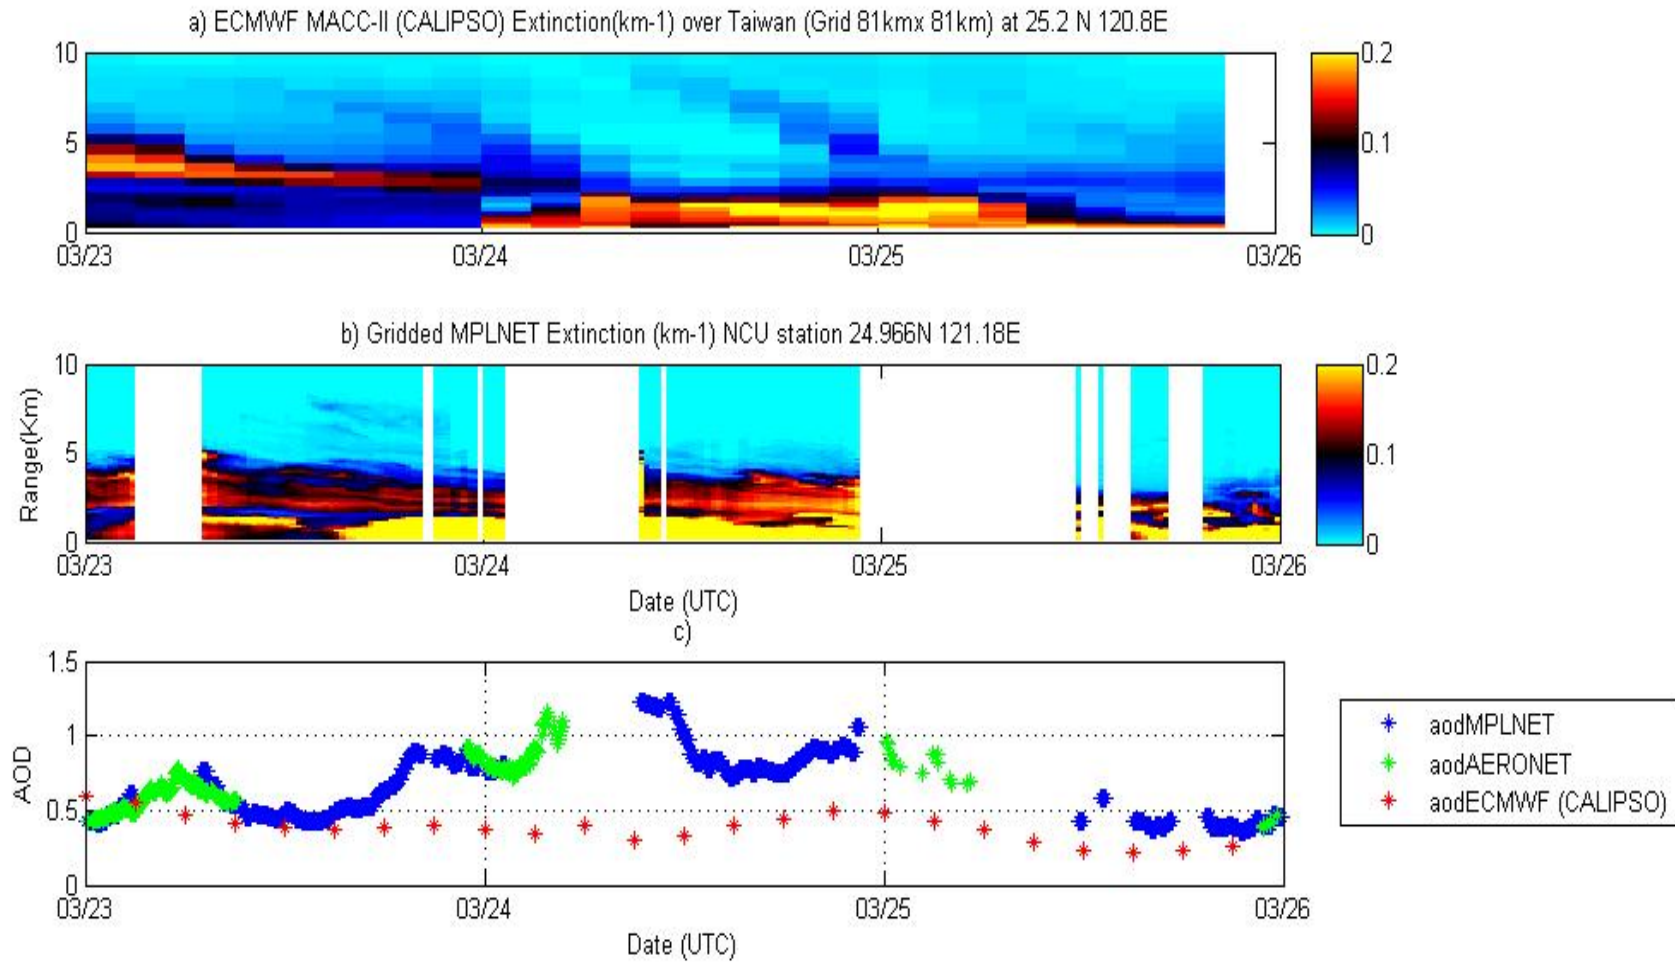 a) ECMWF MACC-II (CALIPSO) Extinction(km-1) over Taiwan (Grid 81kmx 81km) at 25.2 N 120.8E
10
5
0
03/23 03/24 03/25 03/26
0.2
0.1
0
b) Gridded MPLNET Extinction (km-1) NCU station 24.966N 121.18E
Range(Km)
10
5
0
03/23 03/24 03/25 03/26
0.2
0.1
0
Date (UTC)
c)
AOD
1.5
1
0.5
0
03/23 03/24 03/25 03/26
Date (UTC)
aodMPLNET
aodAERONET
aodECMWF (CALIPSO)